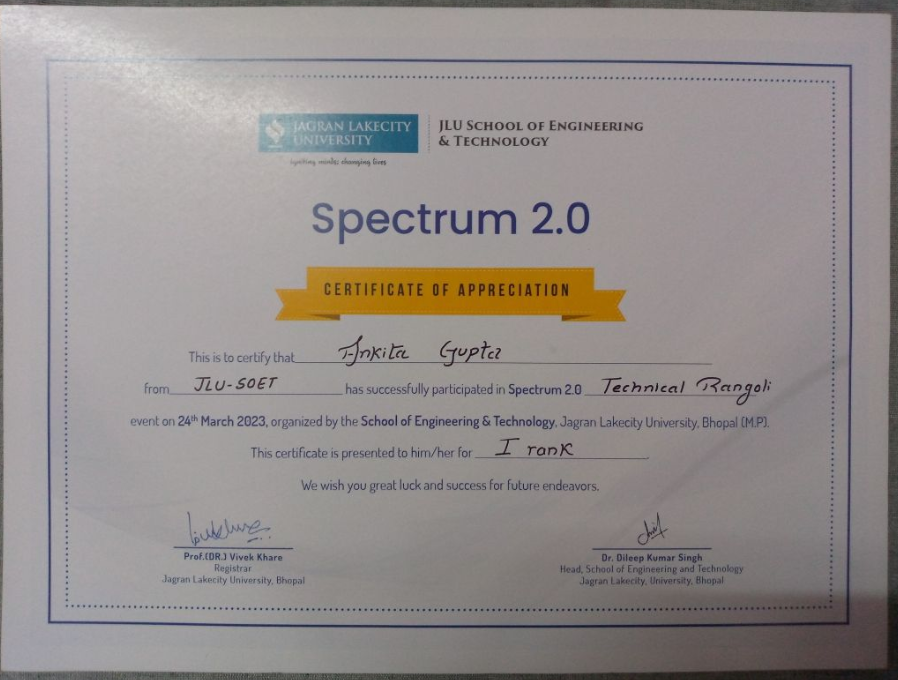 JAGRAN LAKECITY
UNIVERSITY
igniting minds; changing lives
JLU SCHOOL OF ENGINEERING
& TECHNOLOGY
Spectrum 2.0
CERTIFICATE OF APPRECIATION
This is to certify that Ankita Gupta
from JLU-SOET has successfully participated in Spectrum 2.0 Technical Rangoli
event on 24th March 2023, organized by the School of Engineering & Technology, Jagran Lakecity University, Bhopal (M.P).
This certificate is presented to him/her for I rank
We wish you great luck and success for future endeavors.
Prof.(DR.) Vivek Khare
Registrar
Jagran Lakecity University, Bhopal
Dr. Dileep Kumar Singh
Head, School of Engineering and Technology
Jagran Lakecity, University, Bhopal